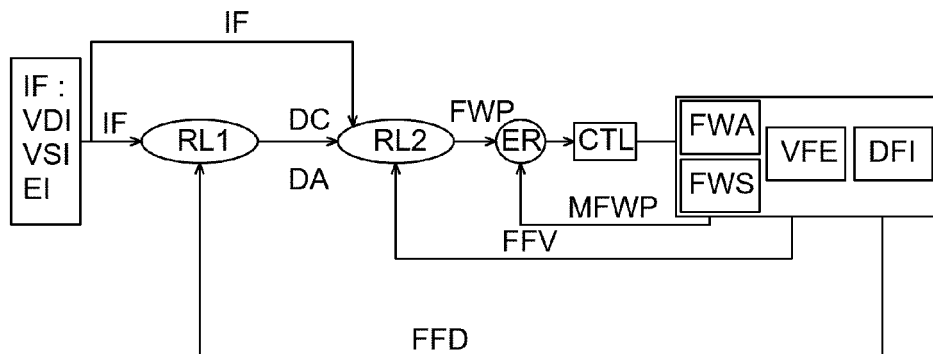 IF
IF :
VDI
VSI
EI
IF
RL1
DC
DA
RL2
FWP
ER
CTL
FWA
FWS
VFE
DFI
MFWP
FFV
FFD